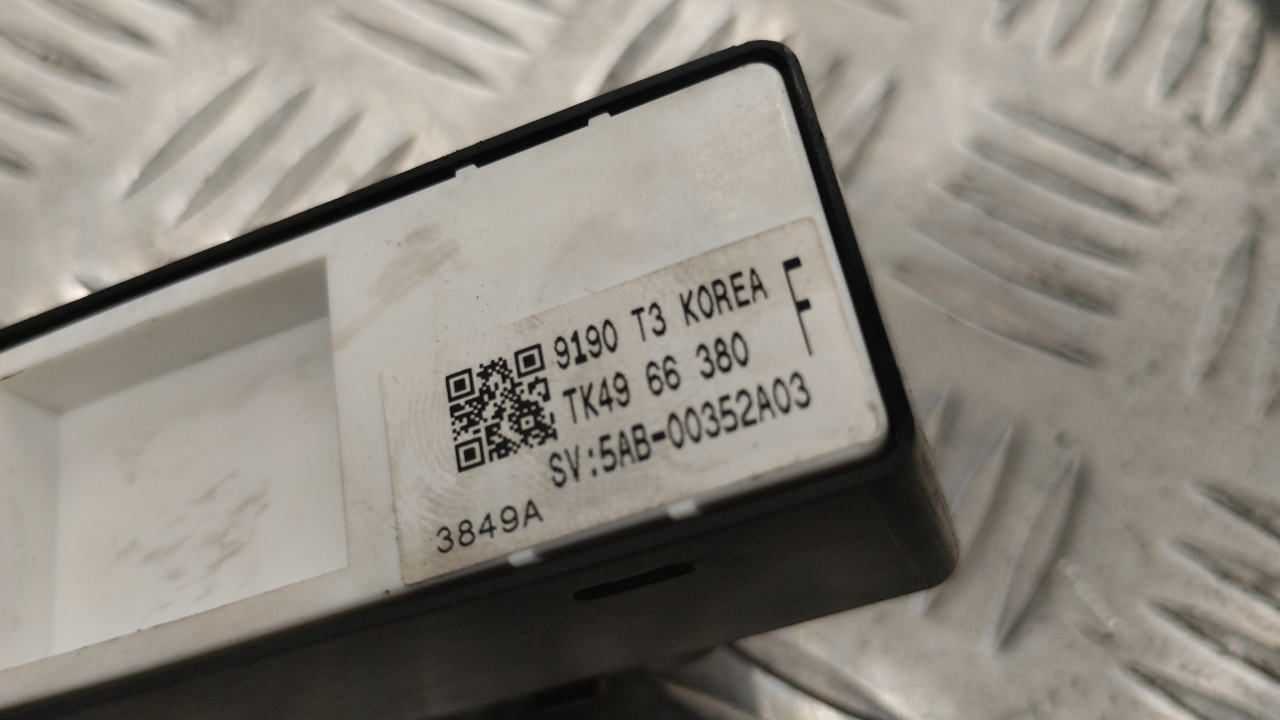 9190 T3 KOREA F
TK49 66 380
SV:5AB-00352A03
3849A